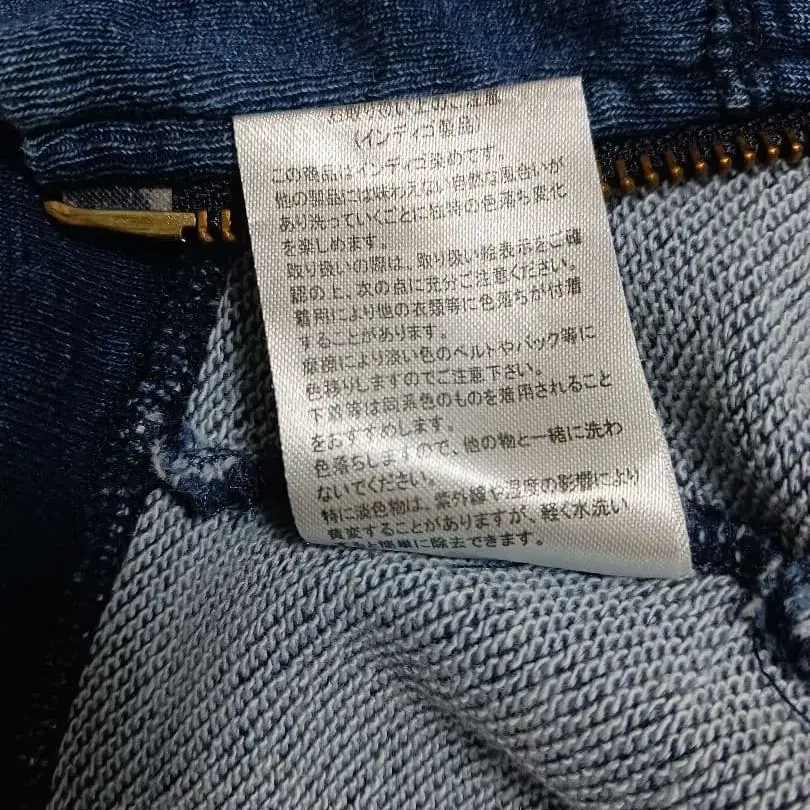 お取り扱い上のご注意
(インディゴ製品)
この商品はインディゴ染めです。
他の製品には味わえない自然な風合いが
あり洗っていくごとに独特の色落ち変化
を楽しめます。
取り扱いの際は、取り扱い絵表示をご確
認の上、次の点に充分ご注意ください。
着用により他の衣類等に色落ちが付着
することがあります。
摩擦により淡い色のベルトやバック等に
色移りしますのでご注意下さい。
下着等は同系色のものを着用されること
をおすすめします。
色落ちしますので、他の物と一緒に洗わ
ないでください。
特に淡色物は、紫外線や湿度の影響により
黄変することがありますが、軽く水洗い
簡単に除去できます。